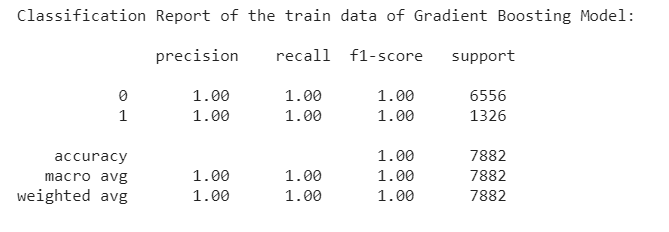 Classification Report of the train data of Gradient Boosting Model:
precision recall f1-score support
0 1.00 1.00 1.00 6556
1 1.00 1.00 1.00 1326
accuracy 1.00 7882
macro avg 1.00 1.00 1.00 7882
weighted avg 1.00 1.00 1.00 7882